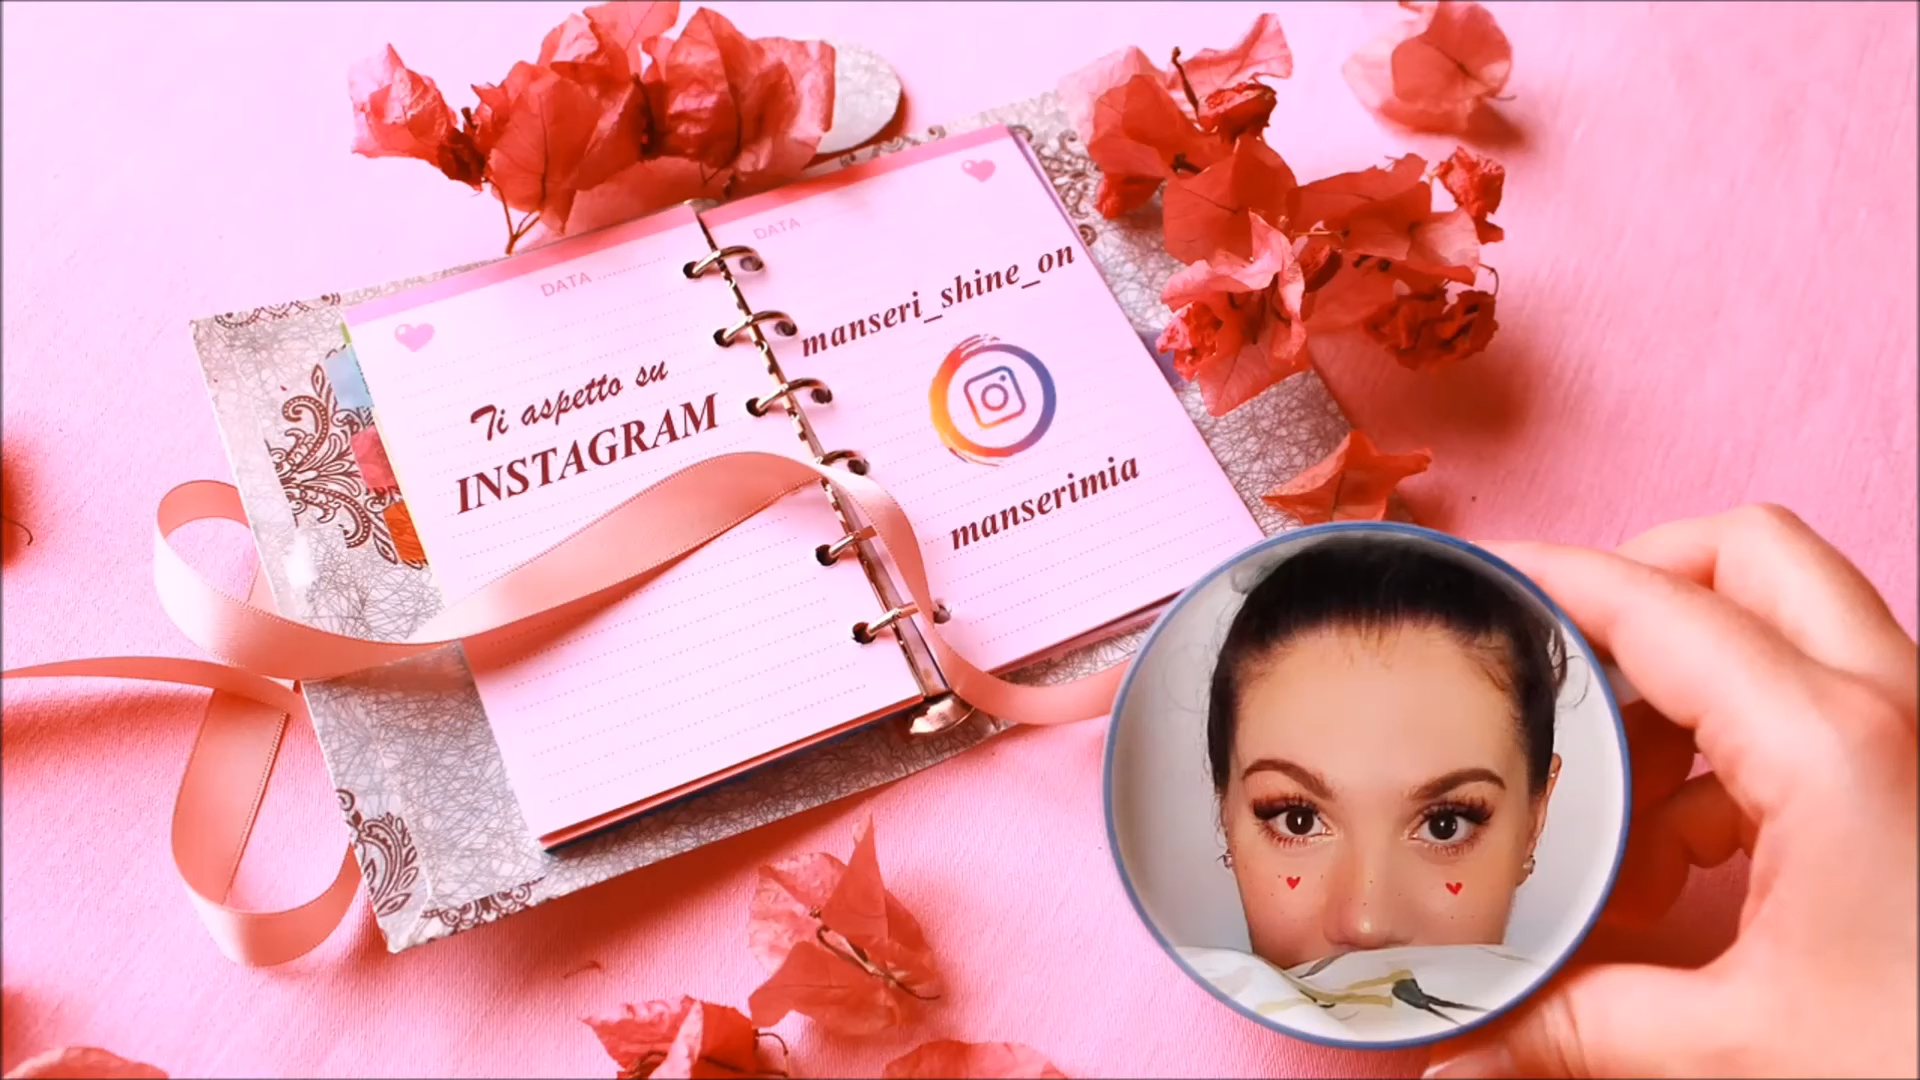 DATA
Ti aspetto su
INSTAGRAM
DATA
manseri_shine_on
manserimia